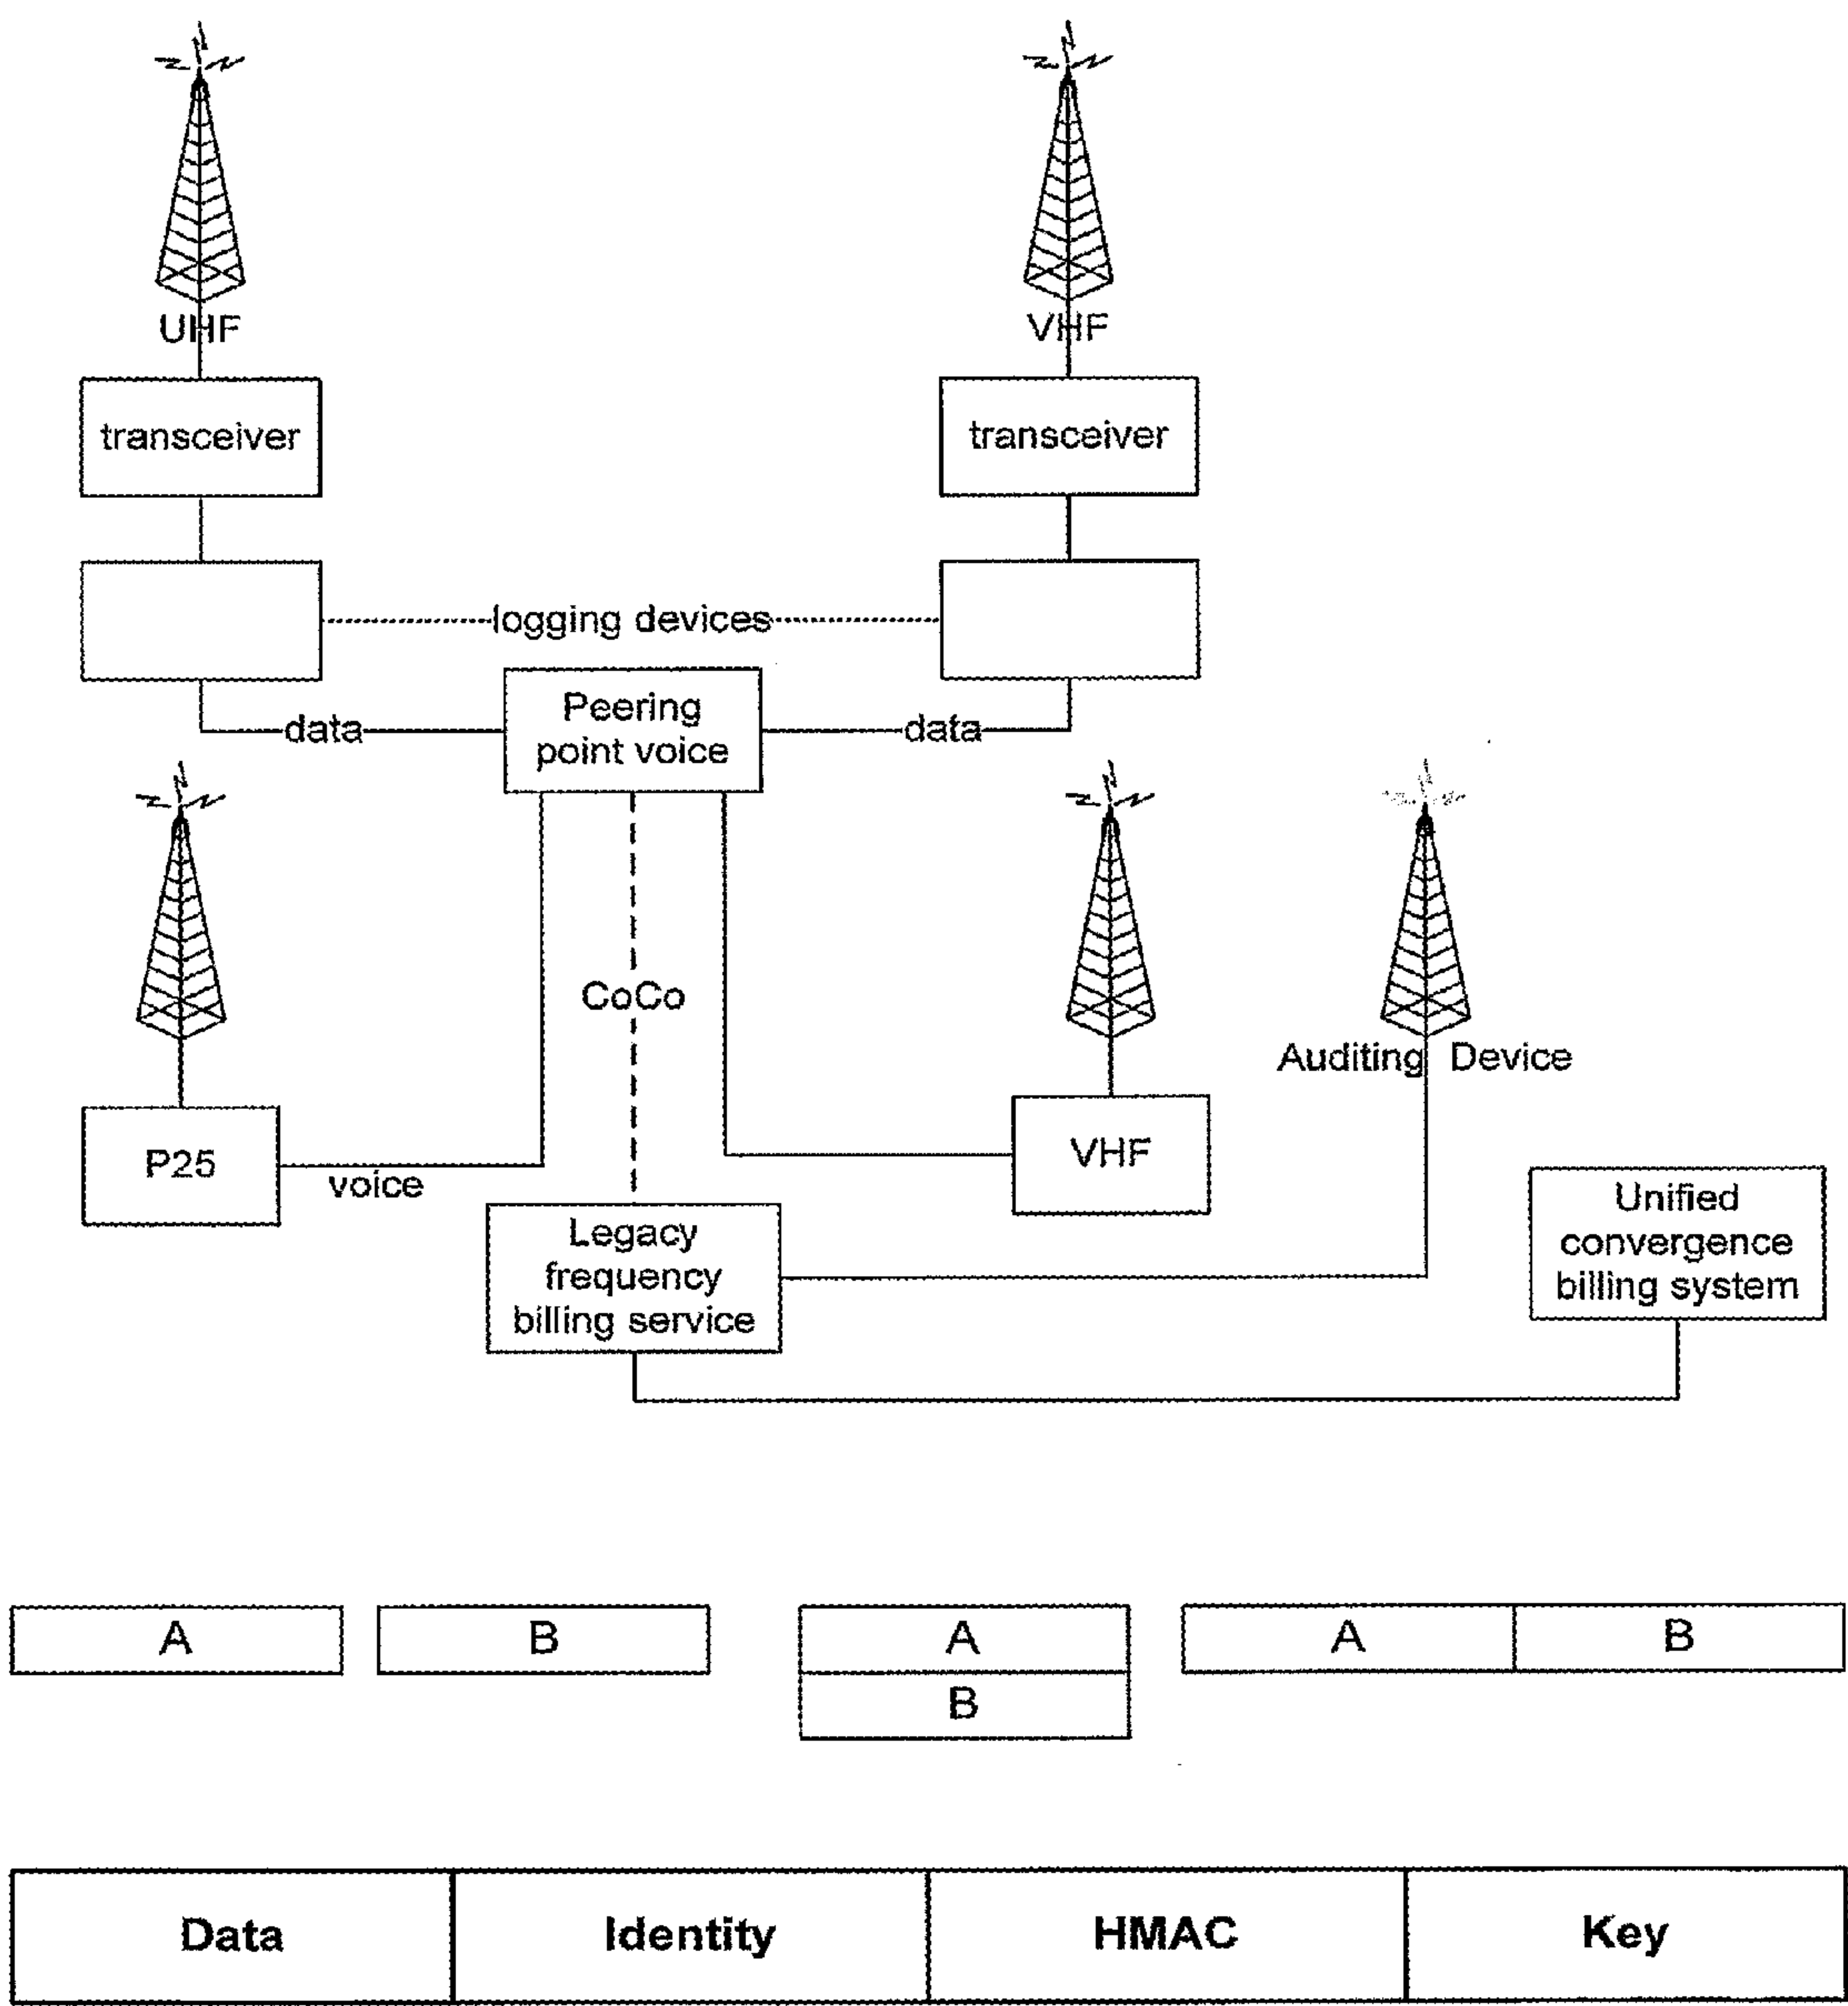 UHF
VHF
transceiver
transceiver
logging devices
Peering
point voice
data
data
CoCo
Auditing Device
P25
VHF
voice
Legacy
frequency
billing service
Unified
convergence
billing system
A
B
A
A
B
B
Data
Identity
HMAC
Key